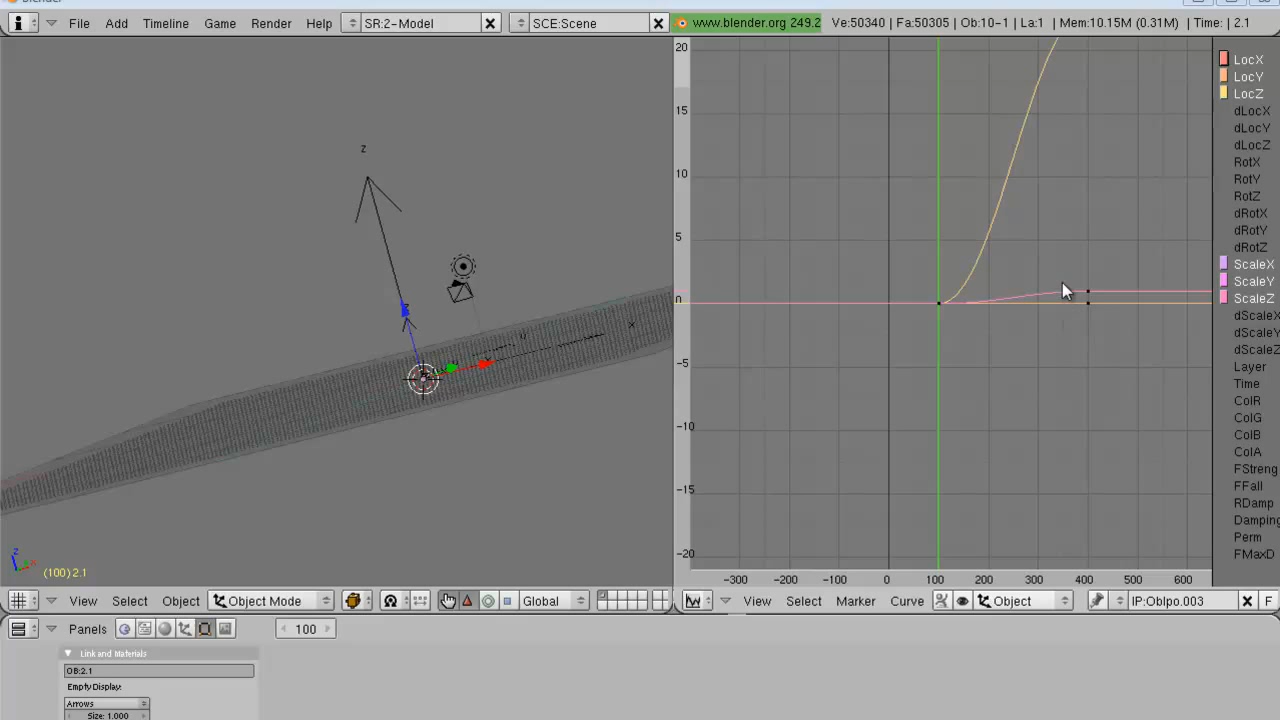 File Add Timeline Game Render Help SR:2-Model SCE:Scene www.blender.org 249.2 Ve:50340 | Fa:50305 | Ob:10-1 | La:1 | Mem:10.15M (0.31M) | Time: | 2.1
z
x
z
x
(100) 2.1
20
15
10
5
0
-5
-10
-15
-20
-300 -200 -100 0 100 200 300 400 500 600
LocX
LocY
LocZ
dLocX
dLocY
dLocZ
RotX
RotY
RotZ
dRotX
dRotY
dRotZ
ScaleX
ScaleY
ScaleZ
dScaleX
dScaleY
dScaleZ
Layer
Time
ColR
ColG
ColB
ColA
FStreng
FFall
RDamp
Damping
Perm
FMaxD
View Select Object Object Mode Global
View Select Marker Curve Object IP:ObIpo.003 F
Panels 100
Link and Materials
OB:2.1
Empty Display:
Arrows
Size: 1.000